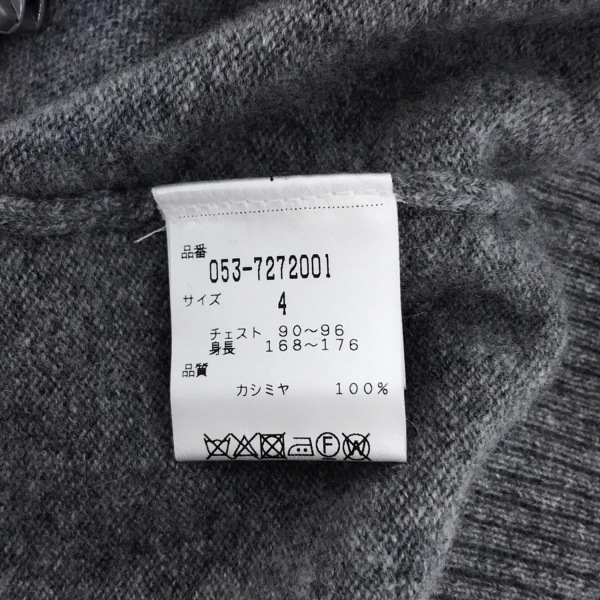 品番
053-7272001
サイズ
4
チェスト 90〜96
身長 168〜176
品質
カシミヤ 100%